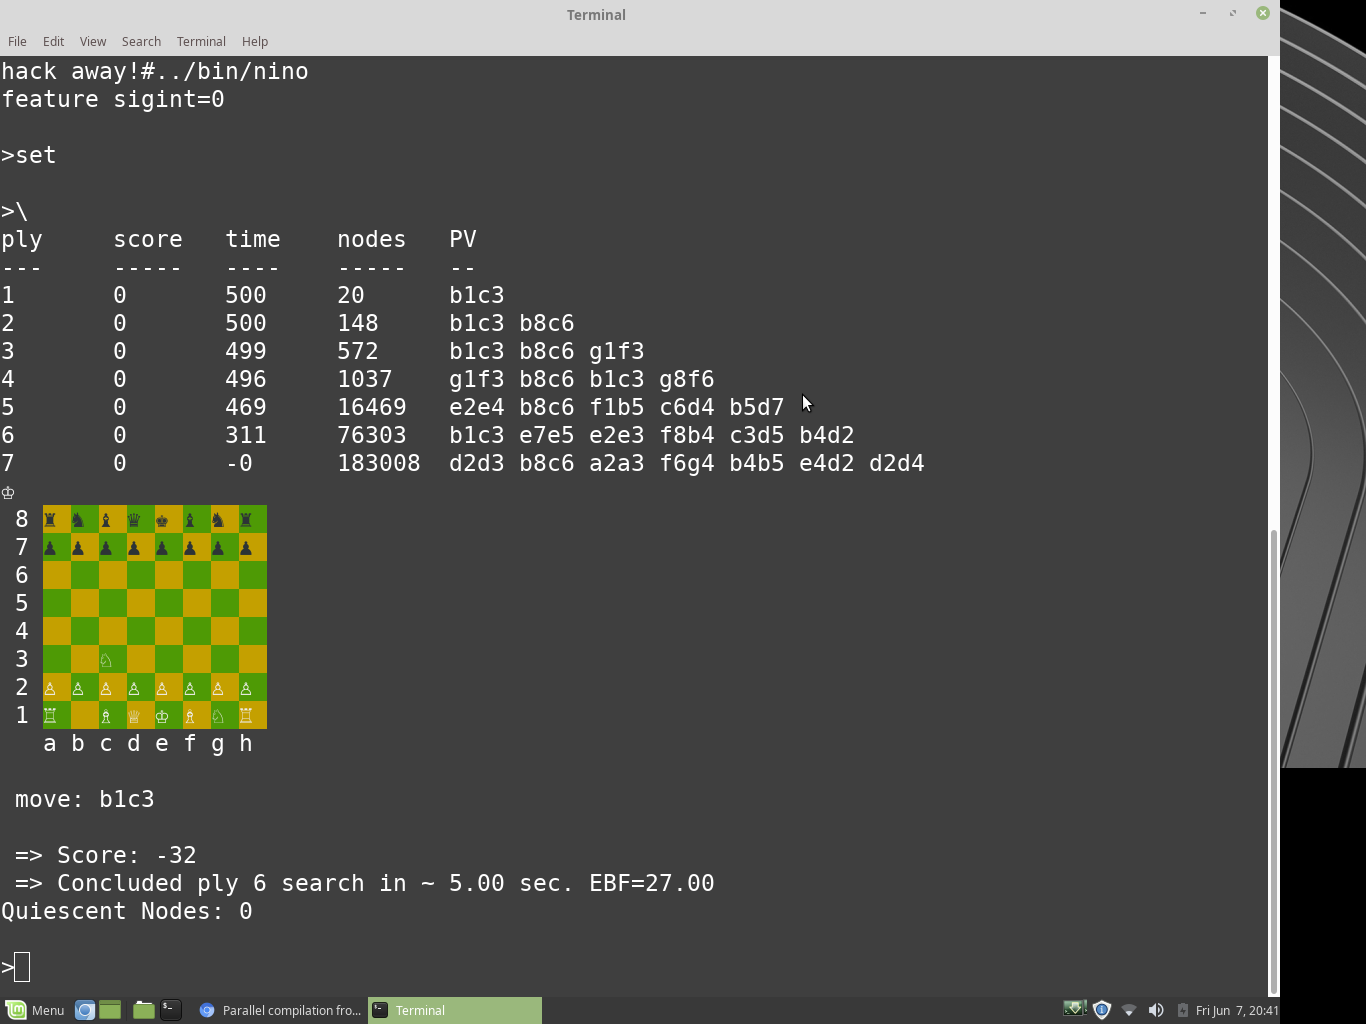 Terminal
File Edit View Search Terminal Help
hack away!#../bin/nino
feature sigint=0
>set
>\
ply score time nodes PV
--- ----- ---- ----- --
1 0 500 20 b1c3
2 0 500 148 b1c3 b8c6
3 0 499 572 b1c3 b8c6 g1f3
4 0 496 1037 g1f3 b8c6 b1c3 g8f6
5 0 469 16469 e2e4 b8c6 f1b5 c6d4 b5d7
6 0 311 76303 b1c3 e7e5 e2e3 f8b4 c3d5 b4d2
7 0 -0 183008 d2d3 b8c6 a2a3 f6g4 b4b5 e4d2 d2d4
♔
8 ♜ ♞ ♝ ♛ ♚ ♝ ♞ ♜
7 ♟ ♟ ♟ ♟ ♟ ♟ ♟ ♟
6
5
4
3 ♘
2 ♙ ♙ ♙ ♙ ♙ ♙ ♙ ♙
1 ♖ ♗ ♕ ♔ ♗ ♘ ♖
a b c d e f g h
move: b1c3
=> Score: -32
=> Concluded ply 6 search in ~ 5.00 sec. EBF=27.00
Quiescent Nodes: 0
>
Menu Parallel compilation fro... Terminal Fri Jun 7, 20:41